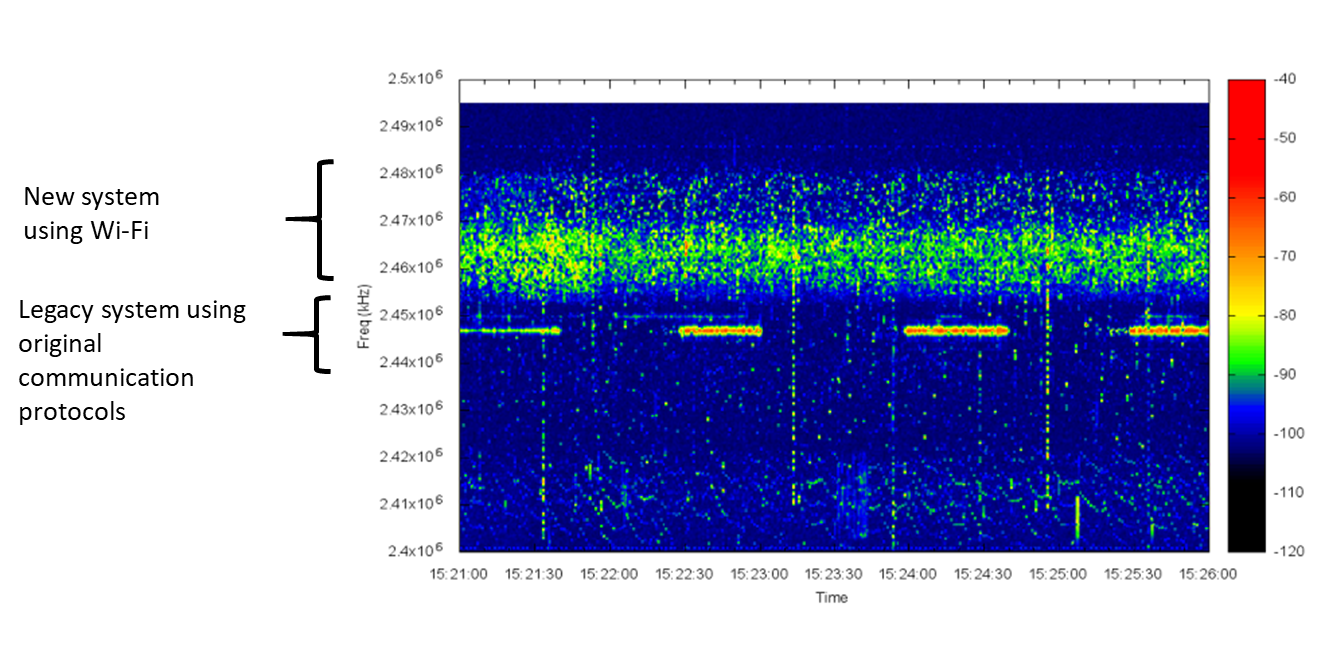 New system
using Wi-Fi
Legacy system using
original
communication
protocols
Freq (kHz)
2.5x10⁶
2.49x10⁶
2.48x10⁶
2.47x10⁶
2.46x10⁶
2.45x10⁶
2.44x10⁶
2.43x10⁶
2.42x10⁶
2.41x10⁶
2.4x10⁶
15:21:00 15:21:30 15:22:00 15:22:30 15:23:00 15:23:30 15:24:00 15:24:30 15:25:00 15:25:30 15:26:00
Time
-40
-50
-60
-70
-80
-90
-100
-110
-120